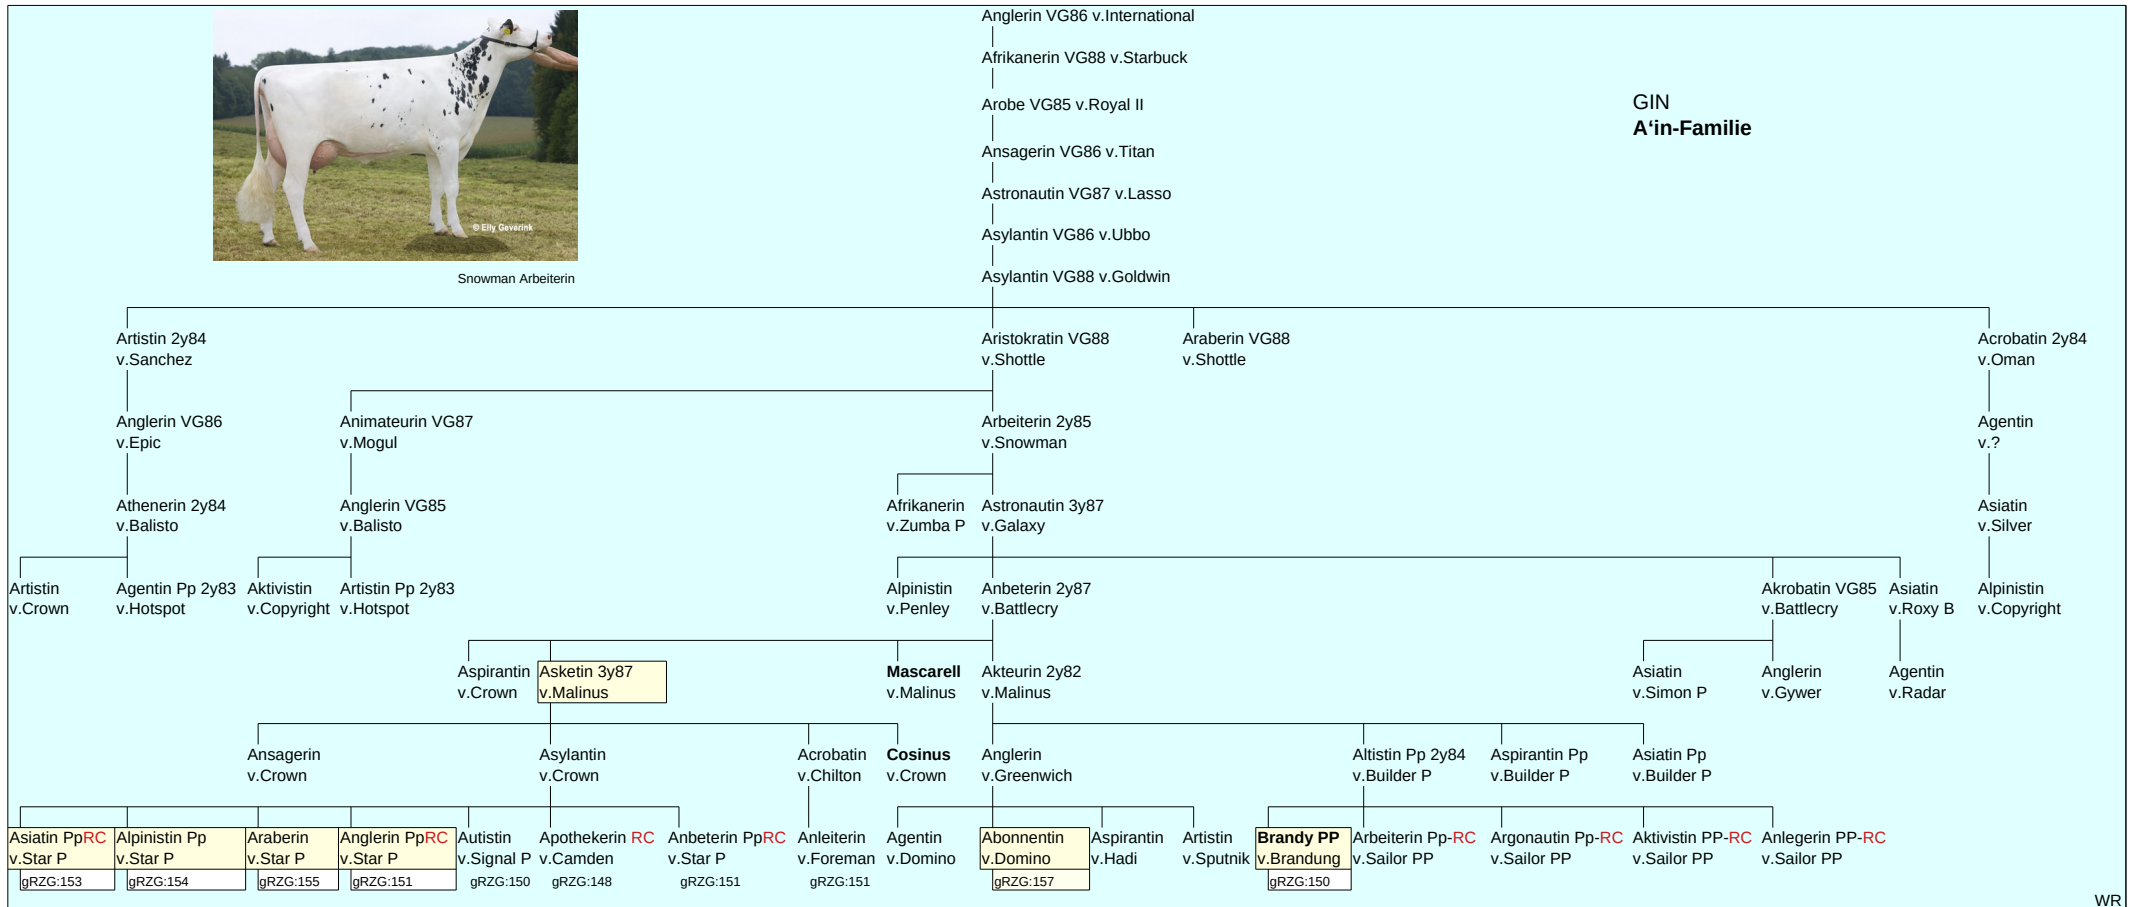 Anglerin VG86 v.International
Afrikanerin VG88 v.Starbuck
Arobe VG85 v.Royal II
GIN
A‘in-Familie
Ansagerin VG86 v.Titan
Astronautin VG87 v.Lasso
© Elly Geverink
Asylantin VG86 v.Ubbo
Snowman Arbeiterin
Asylantin VG88 v.Goldwin
Artistin 2y84
v.Sanchez
Aristokratin VG88
v.Shottle
Araberin VG88
v.Shottle
Acrobatin 2y84
v.Oman
Anglerin VG86
v.Epic
Animateurin VG87
v.Mogul
Arbeiterin 2y85
v.Snowman
Agentin
v.?
Athenerin 2y84
v.Balisto
Anglerin VG85
v.Balisto
Afrikanerin
v.Zumba P
Astronautin 3y87
v.Galaxy
Asiatin
v.Silver
Artistin
v.Crown
Agentin Pp 2y83
v.Hotspot
Aktivistin
v.Copyright
Artistin Pp 2y83
v.Hotspot
Alpinistin
v.Penley
Anbeterin 2y87
v.Battlecry
Akrobatin VG85
v.Battlecry
Asiatin
v.Roxy B
Alpinistin
v.Copyright
Aspirantin
v.Crown
Asketin 3y87
v.Malinus
Mascarell
v.Malinus
Akteurin 2y82
v.Malinus
Asiatin
v.Simon P
Anglerin
v.Gywer
Agentin
v.Radar
Ansagerin
v.Crown
Asylantin
v.Crown
Acrobatin
v.Chilton
Cosinus
v.Crown
Anglerin
v.Greenwich
Altistin Pp 2y84
v.Builder P
Aspirantin Pp
v.Builder P
Asiatin Pp
v.Builder P
Asiatin PpRC
v.Star P
gRZG:153
Alpinistin Pp
v.Star P
gRZG:154
Araberin
v.Star P
gRZG:155
Anglerin PpRC
v.Star P
gRZG:151
Autistin
v.Signal P
gRZG:150
Apothekerin RC
v.Camden
gRZG:148
Anbeterin PpRC
v.Star P
gRZG:151
Anleiterin
v.Foreman
gRZG:151
Agentin
v.Domino
Abonnentin
v.Domino
gRZG:157
Aspirantin
v.Hadi
Artistin
v.Sputnik
Brandy PP
v.Brandung
gRZG:150
Arbeiterin Pp-RC
v.Sailor PP
Argonautin Pp-RC
v.Sailor PP
Aktivistin PP-RC
v.Sailor PP
Anlegerin PP-RC
v.Sailor PP
WR